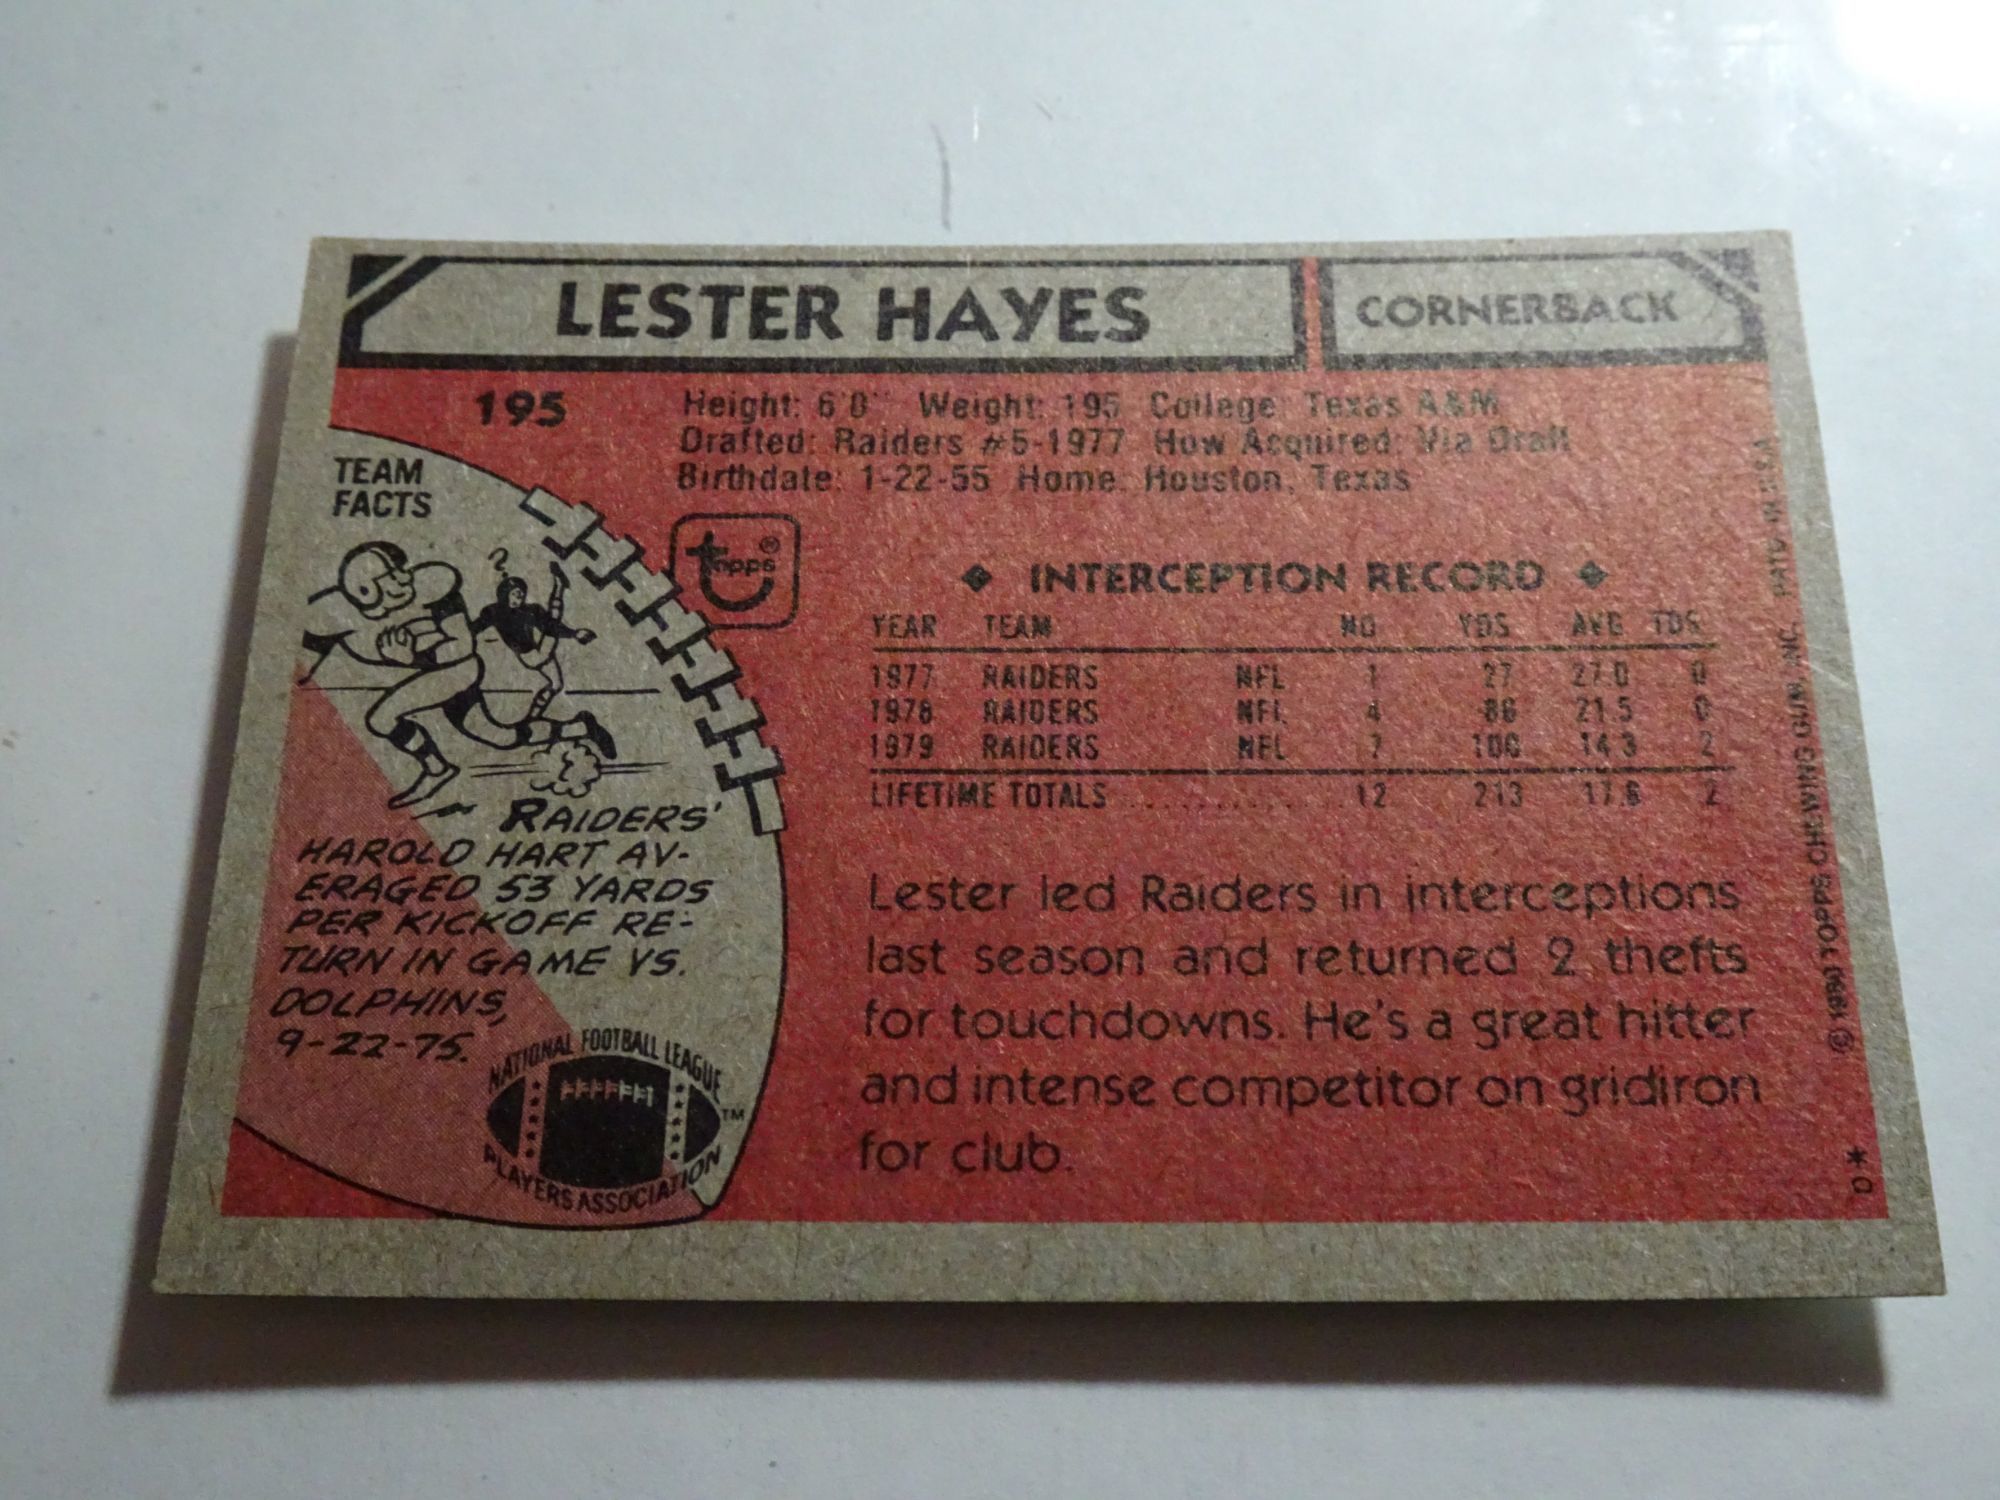 LESTER HAYES
CORNERBACK
195
Height: 6'0" Weight: 195 College: Texas A&M
Drafted: Raiders #5-1977 How Acquired: Via Draft
Birthdate: 1-22-55 Home: Houston, Texas
TEAM
FACTS
?
topps®
◆ INTERCEPTION RECORD ◆
YEAR TEAM NO YDS AVG TDS
1977 RAIDERS NFL 1 27 27.0 0
1978 RAIDERS NFL 4 86 21.5 0
1979 RAIDERS NFL 7 100 14.3 2
LIFETIME TOTALS ............. 12 213 17.8 2
RAIDERS'
HAROLD HART AV-
ERAGED 53 YARDS
PER KICKOFF RE-
TURN IN GAME VS.
DOLPHINS,
9-22-75.
NATIONAL FOOTBALL LEAGUE
PLAYERS ASSOCIATION
TM
Lester led Raiders in interceptions
last season and returned 2 thefts
for touchdowns. He's a great hitter
and intense competitor on gridiron
for club.
© 1980 TOPPS CHEWING GUM, INC. PRTD. IN U.S.A.
* D